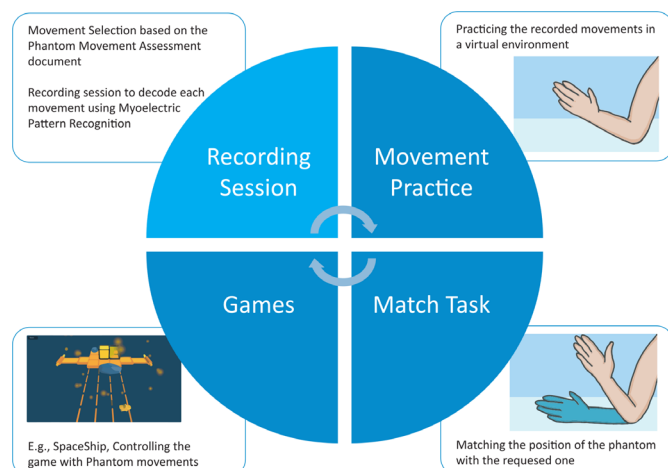 Movement Selection based on the
Phantom Movement Assessment
document
Recording session to decode each
movement using Myoelectric
Pattern Recognition
Practicing the recorded movements in
a virtual environment
Recording
Session
Movement
Practice
Games
Match Task
E.g., SpaceShip, Controlling the
game with Phantom movements
Matching the position of the phantom
with the requesed one